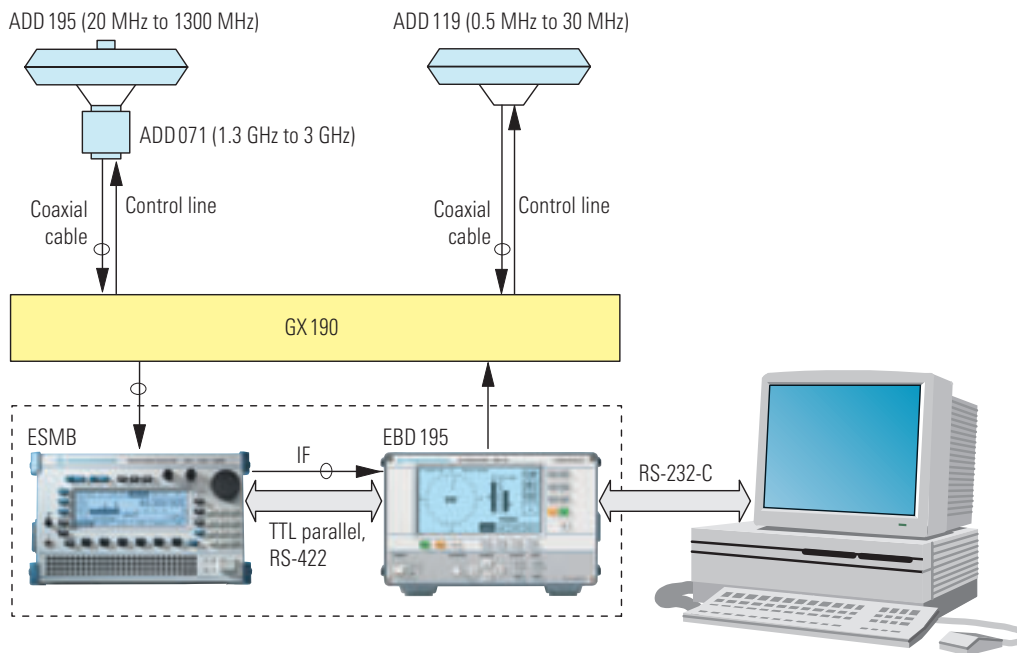 ADD 195 (20 MHz to 1300 MHz)
ADD 119 (0.5 MHz to 30 MHz)
ADD 071 (1.3 GHz to 3 GHz)
Coaxial
cable
Control line
Coaxial
cable
Control line
GX 190
ESMB
IF
EBD 195
RS-232-C
TTL parallel,
RS-422